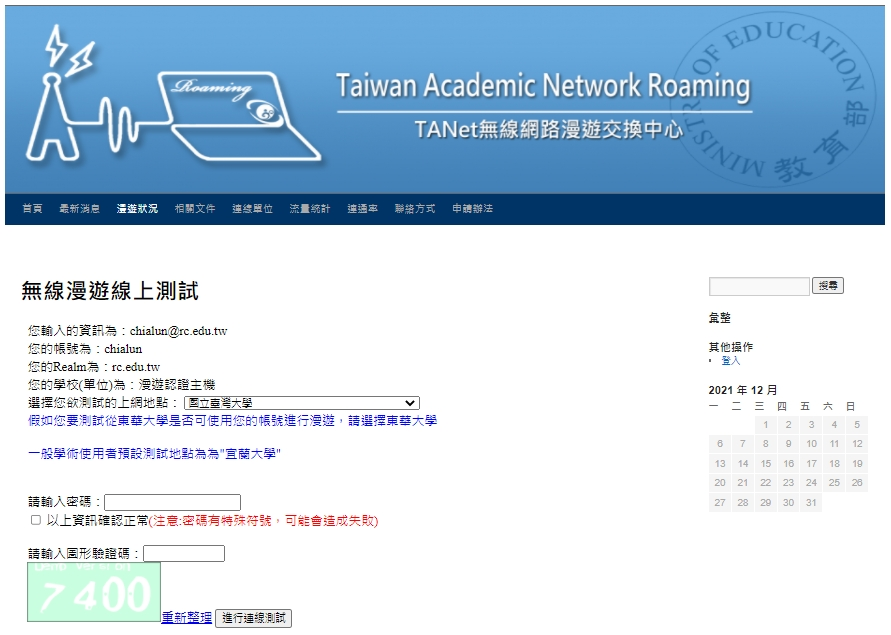 Roaming
Taiwan Academic Network Roaming
TANet無線網路漫遊交換中心
MINISTRY OF EDUCATION
教育部
首頁 最新消息 漫遊狀況 相關文件 連線單位 流量統計 連通率 聯絡方式 申請辦法
無線漫遊線上測試
您輸入的資訊為：chialun@rc.edu.tw
您的帳號為：chialun
您的Realm為：rc.edu.tw
您的學校(單位)為：漫遊認證主機
選擇您欲測試的上網地點： 國立臺灣大學
假如您要測試從東華大學是否可使用您的帳號進行漫遊，請選擇東華大學
一般學術使用者預設測試地點為為"宜蘭大學"
請輸入密碼：
以上資訊確認正常(注意:密碼有特殊符號，可能會造成失敗)
請輸入圖形驗證碼：
7400
重新整理 進行連線測試
搜尋
彙整
其他操作
登入
2021 年 12 月
一 二 三 四 五 六 日
1 2 3 4 5
6 7 8 9 10 11 12
13 14 15 16 17 18 19
20 21 22 23 24 25 26
27 28 29 30 31